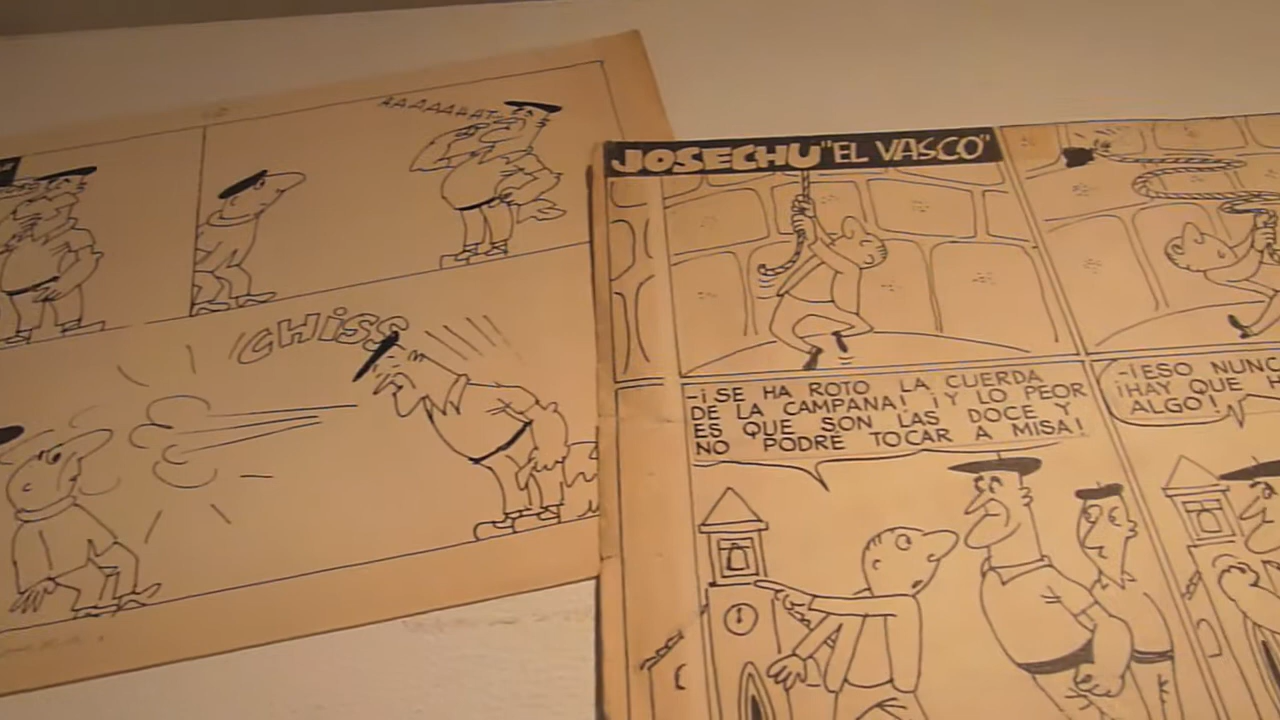 AAAAAAAT
CHiSS
JOSECHU "EL VASCO"
-¡SE HA ROTO LA CUERDA
DE LA CAMPANA! ¡Y LO PEOR
ES QUE SON LAS DOCE Y
NO PODRÉ TOCAR A MISA!
-¡ESO NUNC
¡HAY QUE H
ALGO!